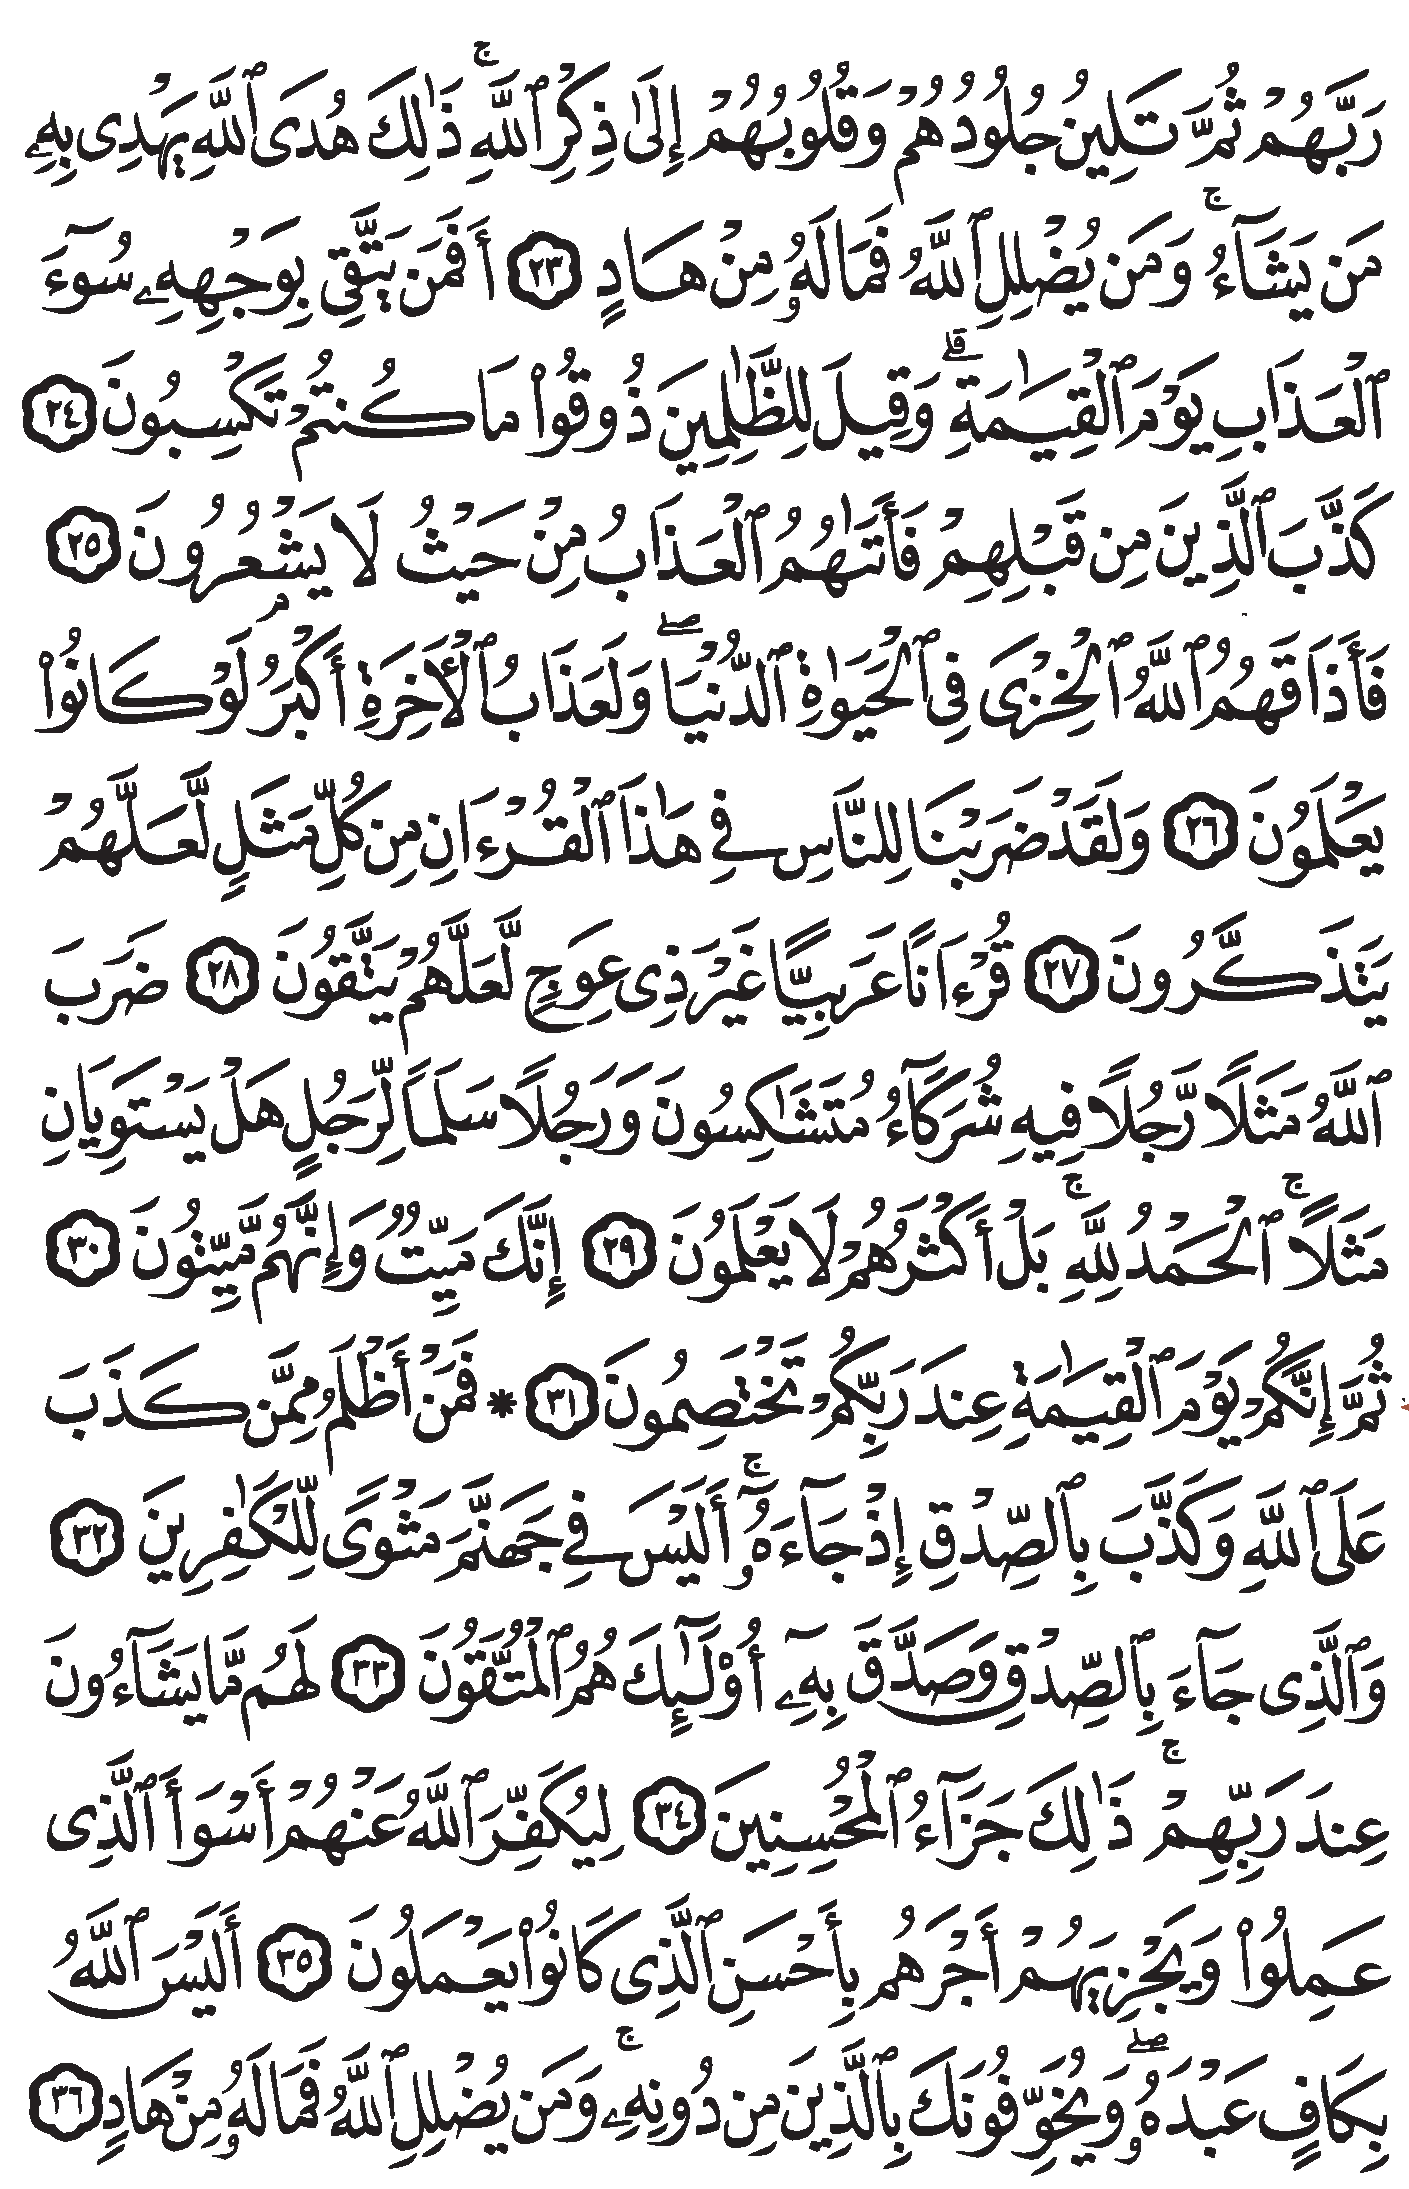 رَبَّهُمْ ثُمَّ تَلِينُ جُلُودُهُمْ وَقُلُوبُهُمْ إِلَىٰ ذِكْرِ ٱللَّهِۚ ذَٰلِكَ هُدَى ٱللَّهِ يَهْدِى بِهِۦ
مَن يَشَآءُۚ وَمَن يُضْلِلِ ٱللَّهُ فَمَا لَهُۥ مِنْ هَادٍ ٢٣ أَفَمَن يَتَّقِى بِوَجْهِهِۦ سُوٓءَ
ٱلْعَذَابِ يَوْمَ ٱلْقِيَٰمَةِۗ وَقِيلَ لِلظَّٰلِمِينَ ذُوقُوا۟ مَا كُنتُمْ تَكْسِبُونَ ٢٤
كَذَّبَ ٱلَّذِينَ مِن قَبْلِهِمْ فَأَتَىٰهُمُ ٱلْعَذَابُ مِنْ حَيْثُ لَا يَشْعُرُونَ ٢٥
فَأَذَاقَهُمُ ٱللَّهُ ٱلْخِزْىَ فِى ٱلْحَيَوٰةِ ٱلدُّنْيَاۖ وَلَعَذَابُ ٱلْأَخِرَةِ أَكْبَرُۘ لَوْ كَانُوا۟
يَعْلَمُونَ ٢٦ وَلَقَدْ ضَرَبْنَا لِلنَّاسِ فِى هَٰذَا ٱلْقُرْءَانِ مِن كُلِّ مَثَلٍ لَّعَلَّهُمْ
يَتَذَكَّرُونَ ٢٧ قُرْءَانًا عَرَبِيًّا غَيْرَ ذِى عِوَجٍ لَّعَلَّهُمْ يَتَّقُونَ ٢٨ ضَرَبَ
ٱللَّهُ مَثَلًا رَّجُلًا فِيهِ شُرَكَآءُ مُتَشَٰكِسُونَ وَرَجُلًا سَلَمًا لِّرَجُلٍ هَلْ يَسْتَوِيَانِ
مَثَلًاۚ ٱلْحَمْدُ لِلَّهِۚ بَلْ أَكْثَرُهُمْ لَا يَعْلَمُونَ ٢٩ إِنَّكَ مَيِّتٌ وَإِنَّهُم مَّيِّتُونَ ٣٠
ثُمَّ إِنَّكُمْ يَوْمَ ٱلْقِيَٰمَةِ عِندَ رَبِّكُمْ تَخْتَصِمُونَ ٣١ * فَمَنْ أَظْلَمُ مِمَّن كَذَبَ
عَلَى ٱللَّهِ وَكَذَّبَ بِٱلصِّدْقِ إِذْ جَآءَهُۥٓۚ أَلَيْسَ فِى جَهَنَّمَ مَثْوًى لِّلْكَٰفِرِينَ ٣٢
وَٱلَّذِى جَآءَ بِٱلصِّدْقِ وَصَدَّقَ بِهِۦٓ أُو۟لَٰٓئِكَ هُمُ ٱلْمُتَّقُونَ ٣٣ لَهُم مَّا يَشَآءُونَ
عِندَ رَبِّهِمْۚ ذَٰلِكَ جَزَآءُ ٱلْمُحْسِنِينَ ٣٤ لِيُكَفِّرَ ٱللَّهُ عَنْهُمْ أَسْوَأَ ٱلَّذِى
عَمِلُوا۟ وَيَجْزِيَهُمْ أَجْرَهُم بِأَحْسَنِ ٱلَّذِى كَانُوا۟ يَعْمَلُونَ ٣٥ أَلَيْسَ ٱللَّهُ
بِكَافٍ عَبْدَهُۥۖ وَيُخَوِّفُونَكَ بِٱلَّذِينَ مِن دُونِهِۦۚ وَمَن يُضْلِلِ ٱللَّهُ فَمَا لَهُۥ مِنْ هَادٍ ٣٦